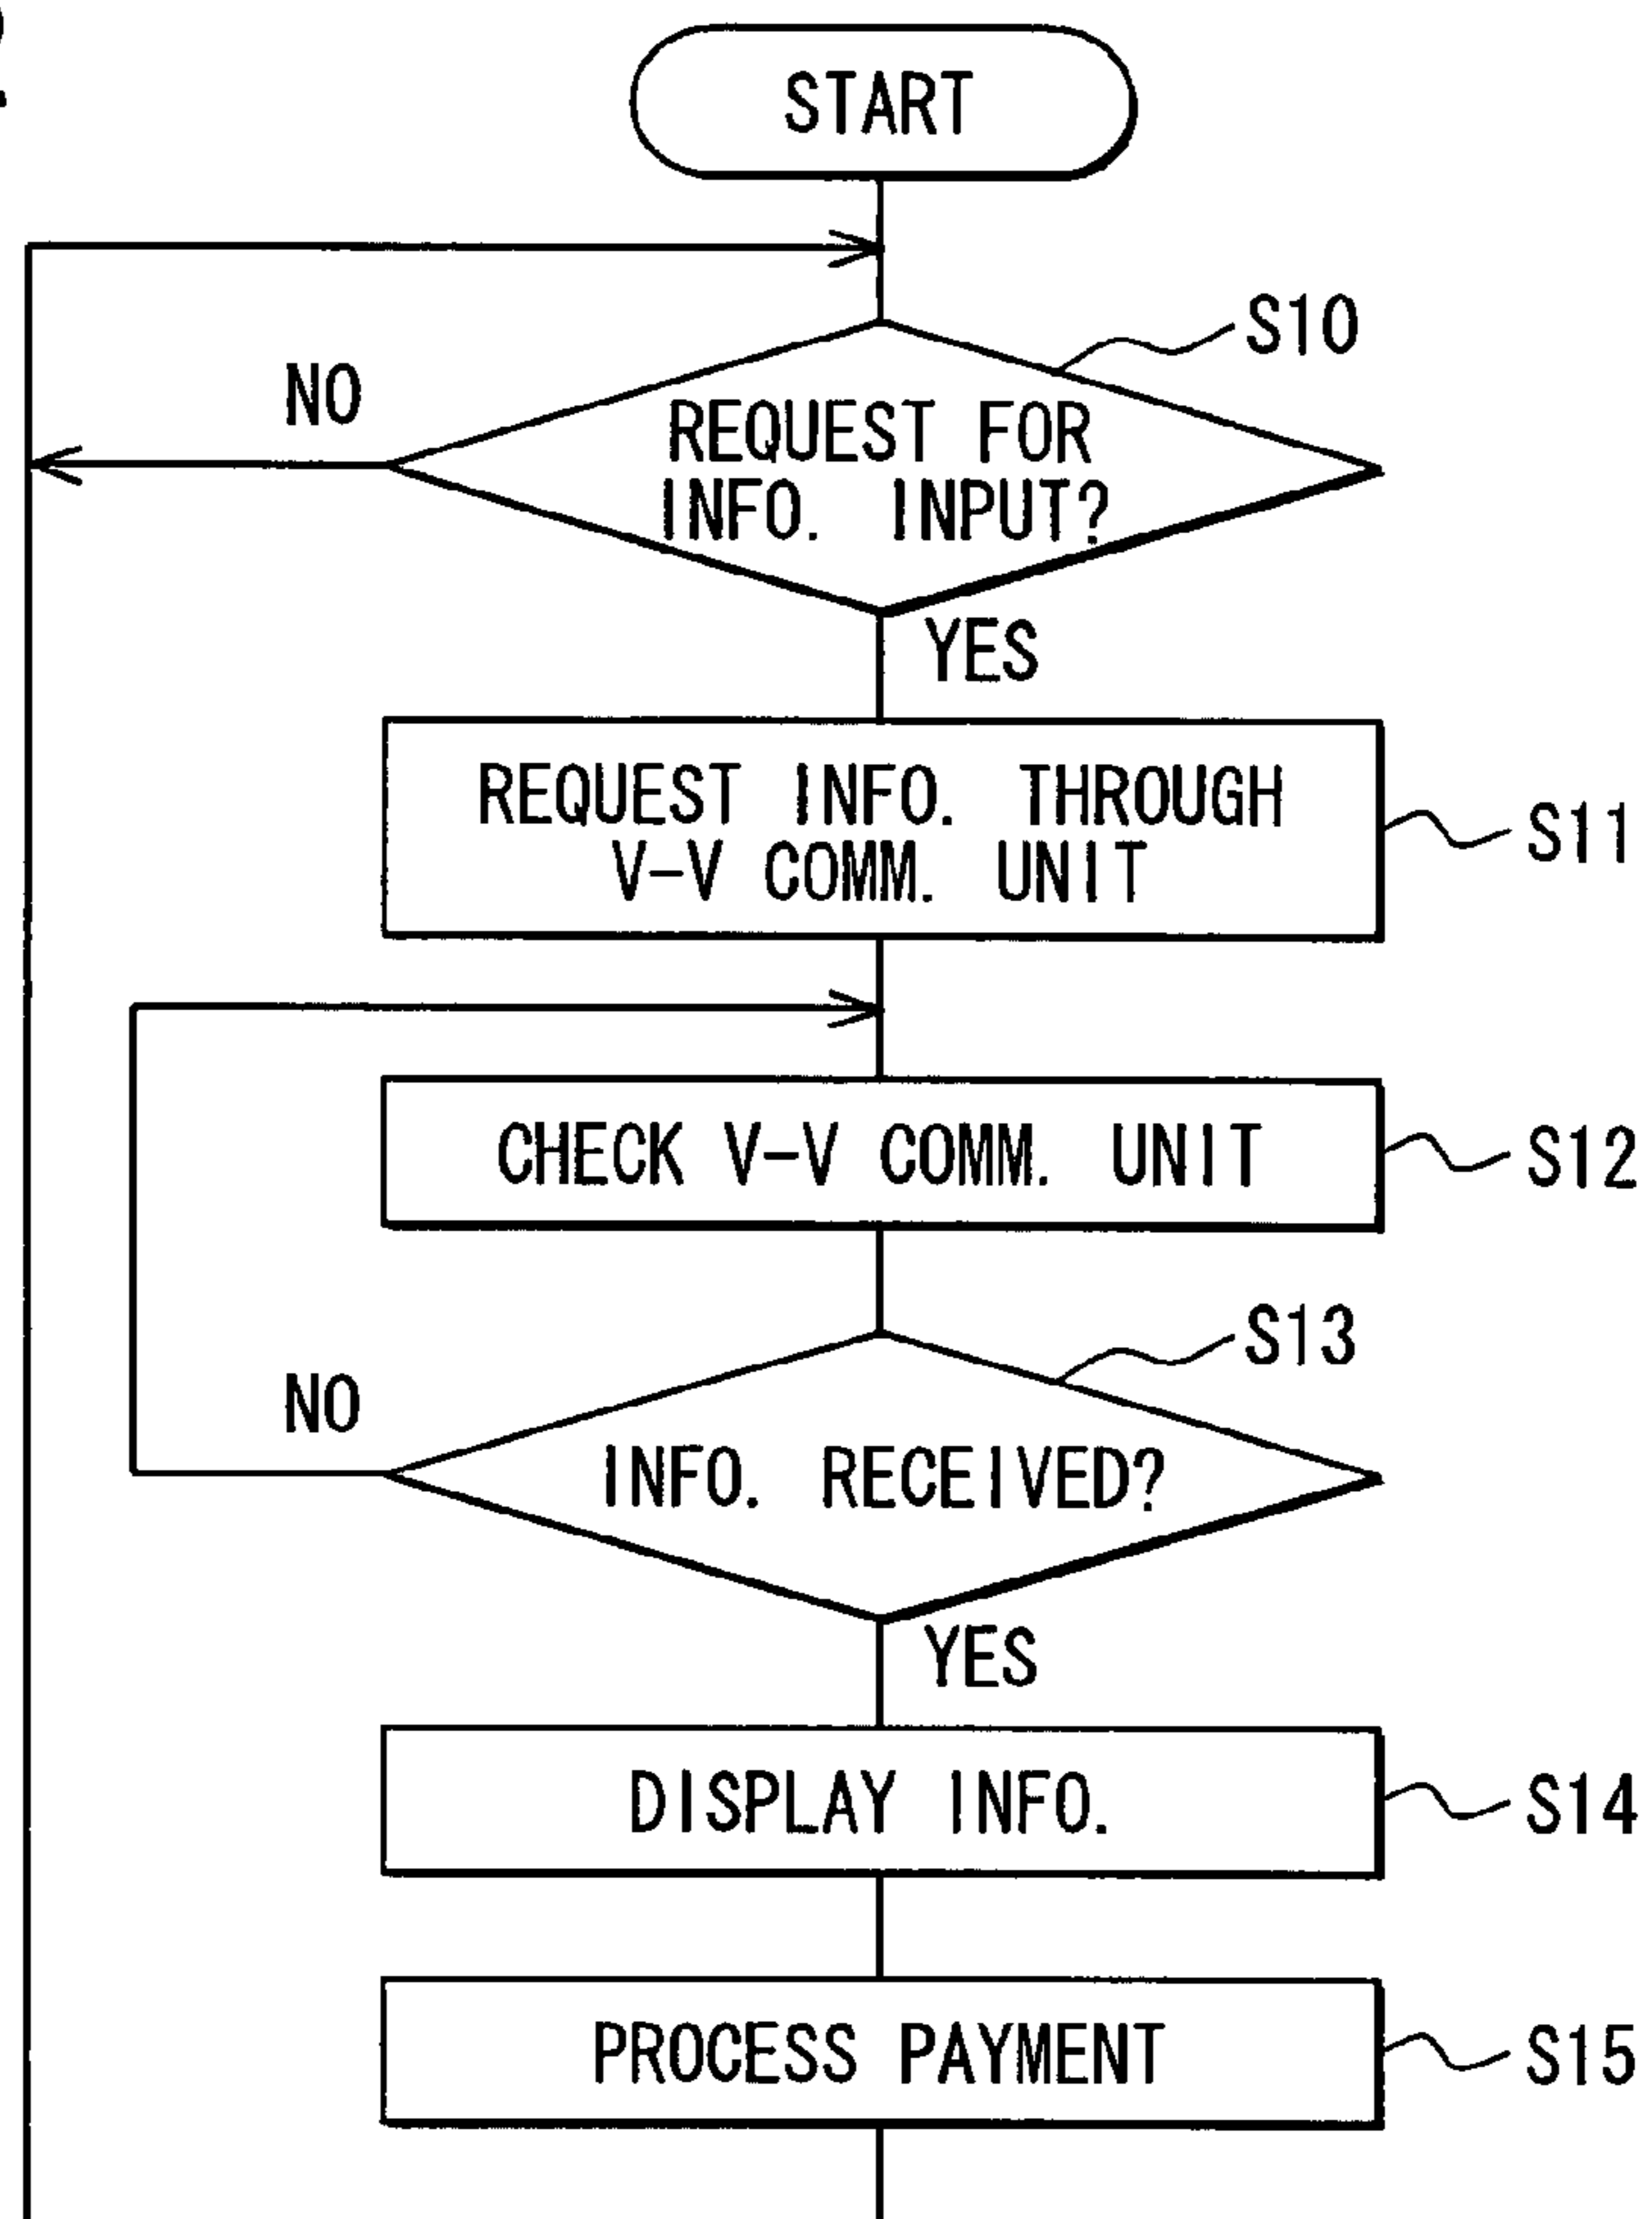 START
S10
NO
REQUEST FOR
INFO. INPUT?
YES
REQUEST INFO. THROUGH
V-V COMM. UNIT
S11
CHECK V-V COMM. UNIT
S12
S13
NO
INFO. RECEIVED?
YES
DISPLAY INFO.
S14
PROCESS PAYMENT
S15